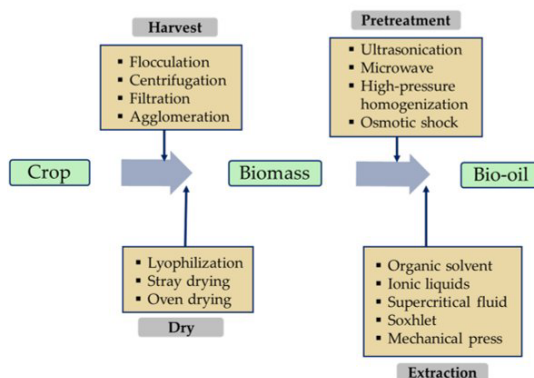 Harvest
▪ Flocculation
▪ Centrifugation
▪ Filtration
▪ Agglomeration
Pretreatment
▪ Ultrasonication
▪ Microwave
▪ High-pressure
homogenization
▪ Osmotic shock
Crop
Biomass
Bio-oil
▪ Lyophilization
▪ Stray drying
▪ Oven drying
Dry
▪ Organic solvent
▪ Ionic liquids
▪ Supercritical fluid
▪ Soxhlet
▪ Mechanical press
Extraction